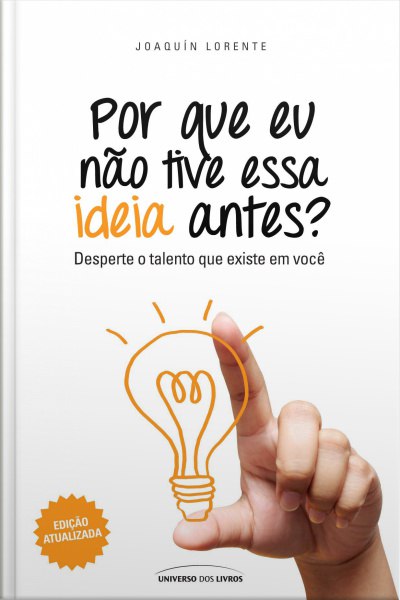 JOAQUÍN LORENTE
Por que eu
não tive essa
ideia antes?
Desperte o talento que existe em você
EDIÇÃO
ATUALIZADA
UNIVERSO DOS LIVROS